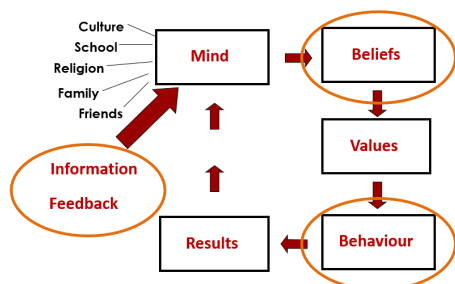 Culture
School
Religion
Family
Friends
Mind
Beliefs
Information
Feedback
Values
Results
Behaviour